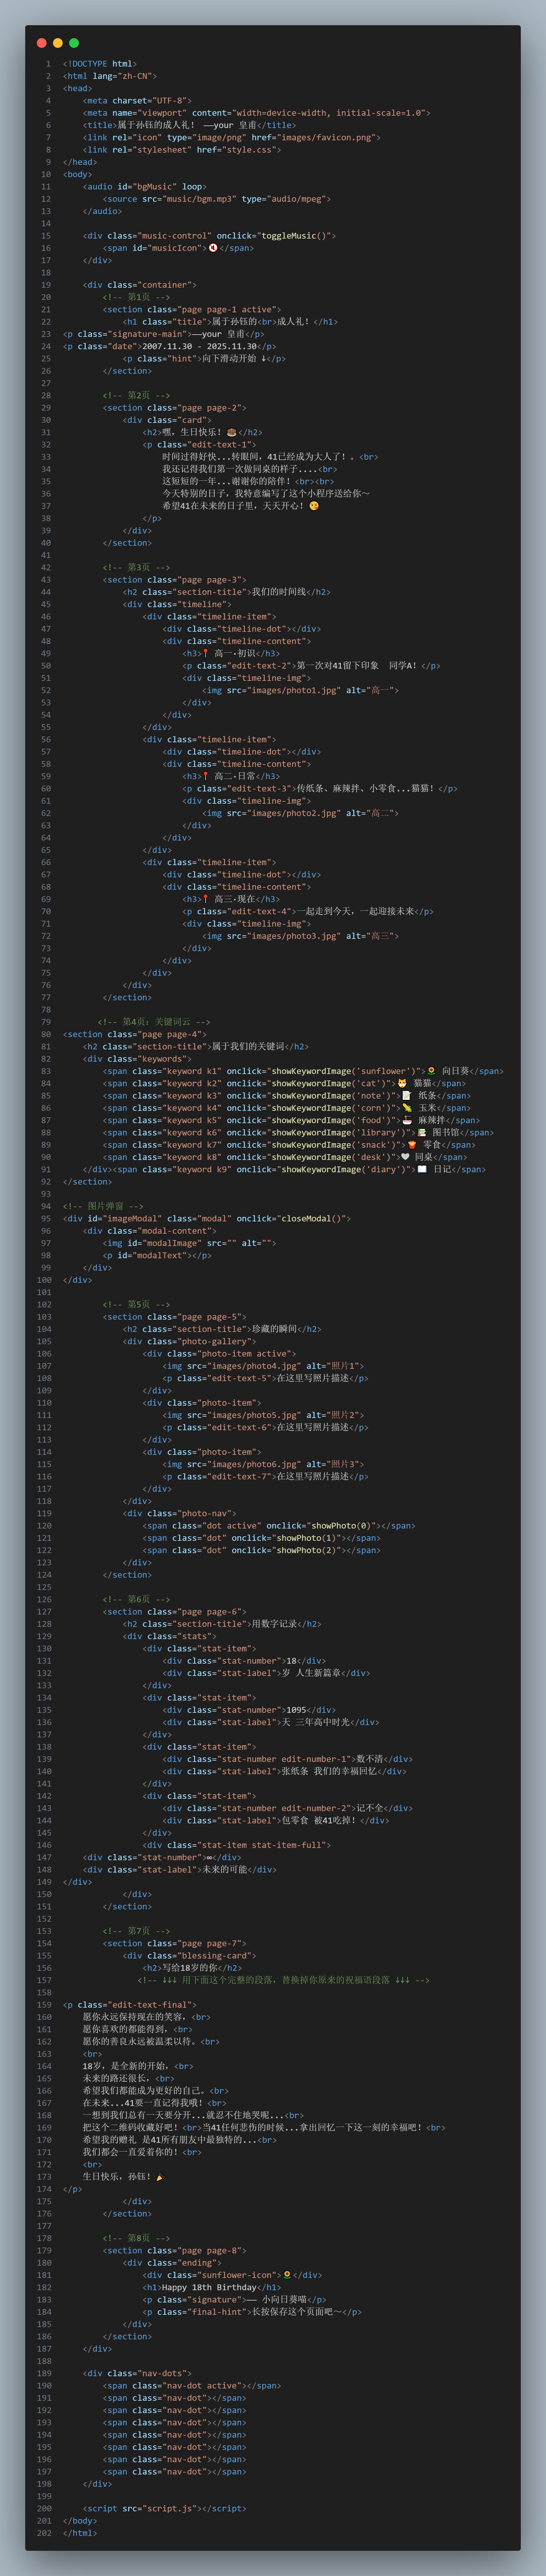 1 <!DOCTYPE html>
2 <html lang="zh-CN">
3 <head>
4     <meta charset="UTF-8">
5     <meta name="viewport" content="width=device-width, initial-scale=1.0">
6     <title>属于孙钰的成人礼! ——your 皇甫</title>
7     <link rel="icon" type="image/png" href="images/favicon.png">
8     <link rel="stylesheet" href="style.css">
9 </head>
10 <body>
11     <audio id="bgMusic" loop>
12         <source src="music/bgm.mp3" type="audio/mpeg">
13     </audio>
14
15     <div class="music-control" onclick="toggleMusic()">
16         <span id="musicIcon">🔇</span>
17     </div>
18
19     <div class="container">
20         <!-- 第1页 -->
21         <section class="page page-1 active">
22             <h1 class="title">属于孙钰的<br>成人礼!</h1>
23 <p class="signature-main">——your 皇甫</p>
24 <p class="date">2007.11.30 - 2025.11.30</p>
25             <p class="hint">向下滑动开始 ↓</p>
26         </section>
27
28         <!-- 第2页 -->
29         <section class="page page-2">
30             <div class="card">
31                 <h2>嘿, 生日快乐! 🎂</h2>
32                 <p class="edit-text-1">
33                     时间过得好快...转眼间, 41已经成为大人了! 。<br>
34                     我还记得我们第一次做同桌的样子....<br>
35                     这短短的一年...谢谢你的陪伴! <br><br>
36                     今天特别的日子, 我特意编写了这个小程序送给你～
37                     希望41在未来的日子里, 天天开心! 😘
38                 </p>
39             </div>
40         </section>
41
42         <!-- 第3页 -->
43         <section class="page page-3">
44             <h2 class="section-title">我们的时间线</h2>
45             <div class="timeline">
46                 <div class="timeline-item">
47                     <div class="timeline-dot"></div>
48                     <div class="timeline-content">
49                         <h3>📍 高一·初识</h3>
50                         <p class="edit-text-2">第一次对41留下印象  同学A! </p>
51                         <div class="timeline-img">
52                             <img src="images/photo1.jpg" alt="高一">
53                         </div>
54                     </div>
55                 </div>
56                 <div class="timeline-item">
57                     <div class="timeline-dot"></div>
58                     <div class="timeline-content">
59                         <h3>📍 高二·日常</h3>
60                         <p class="edit-text-3">传纸条、麻辣拌、小零食...猫猫! </p>
61                         <div class="timeline-img">
62                             <img src="images/photo2.jpg" alt="高二">
63                         </div>
64                     </div>
65                 </div>
66                 <div class="timeline-item">
67                     <div class="timeline-dot"></div>
68                     <div class="timeline-content">
69                         <h3>📍 高三·现在</h3>
70                         <p class="edit-text-4">一起走到今天, 一起迎接未来</p>
71                         <div class="timeline-img">
72                             <img src="images/photo3.jpg" alt="高三">
73                         </div>
74                     </div>
75                 </div>
76             </div>
77         </section>
78
79        <!-- 第4页: 关键词云 -->
80 <section class="page page-4">
81     <h2 class="section-title">属于我们的关键词</h2>
82     <div class="keywords">
83         <span class="keyword k1" onclick="showKeywordImage('sunflower')">🌻 向日葵</span>
84         <span class="keyword k2" onclick="showKeywordImage('cat')">🐱 猫猫</span>
85         <span class="keyword k3" onclick="showKeywordImage('note')">📝 纸条</span>
86         <span class="keyword k4" onclick="showKeywordImage('corn')">🌽 玉米</span>
87         <span class="keyword k5" onclick="showKeywordImage('food')">🍜 麻辣拌</span>
88         <span class="keyword k6" onclick="showKeywordImage('library')">📚 图书馆</span>
89         <span class="keyword k7" onclick="showKeywordImage('snack')">🍟 零食</span>
90         <span class="keyword k8" onclick="showKeywordImage('desk')">🤍 同桌</span>
91     </div><span class="keyword k9" onclick="showKeywordImage('diary')">📖 日记</span>
92 </section>
93
94 <!-- 图片弹窗 -->
95 <div id="imageModal" class="modal" onclick="closeModal()">
96     <div class="modal-content">
97         <img id="modalImage" src="" alt="">
98         <p id="modalText"></p>
99     </div>
100 </div>
101
102         <!-- 第5页 -->
103         <section class="page page-5">
104             <h2 class="section-title">珍藏的瞬间</h2>
105             <div class="photo-gallery">
106                 <div class="photo-item active">
107                     <img src="images/photo4.jpg" alt="照片1">
108                     <p class="edit-text-5">在这里写照片描述</p>
109                 </div>
110                 <div class="photo-item">
111                     <img src="images/photo5.jpg" alt="照片2">
112                     <p class="edit-text-6">在这里写照片描述</p>
113                 </div>
114                 <div class="photo-item">
115                     <img src="images/photo6.jpg" alt="照片3">
116                     <p class="edit-text-7">在这里写照片描述</p>
117                 </div>
118             </div>
119             <div class="photo-nav">
120                 <span class="dot active" onclick="showPhoto(0)"></span>
121                 <span class="dot" onclick="showPhoto(1)"></span>
122                 <span class="dot" onclick="showPhoto(2)"></span>
123             </div>
124         </section>
125
126         <!-- 第6页 -->
127         <section class="page page-6">
128             <h2 class="section-title">用数字记录</h2>
129             <div class="stats">
130                 <div class="stat-item">
131                     <div class="stat-number">18</div>
132                     <div class="stat-label">岁 人生新篇章</div>
133                 </div>
134                 <div class="stat-item">
135                     <div class="stat-number">1095</div>
136                     <div class="stat-label">天 三年高中时光</div>
137                 </div>
138                 <div class="stat-item">
139                     <div class="stat-number edit-number-1">数不清</div>
140                     <div class="stat-label">张纸条 我们的幸福回忆</div>
141                 </div>
142                 <div class="stat-item">
143                     <div class="stat-number edit-number-2">记不全</div>
144                     <div class="stat-label">包零食 被41吃掉! </div>
145                 </div>
146                 <div class="stat-item stat-item-full">
147     <div class="stat-number">∞</div>
148     <div class="stat-label">未来的可能</div>
149 </div>
150             </div>
151         </section>
152
153         <!-- 第7页 -->
154         <section class="page page-7">
155             <div class="blessing-card">
156                 <h2>写给18岁的你</h2>
157                <!-- ↓↓↓ 用下面这个完整的段落, 替换掉你原来的祝福语段落 ↓↓↓ -->
158
159 <p class="edit-text-final">
160     愿你永远保持现在的笑容, <br>
161     愿你喜欢的都能得到, <br>
162     愿你的善良永远被温柔以待。<br>
163     <br>
164     18岁, 是全新的开始, <br>
165     未来的路还很长, <br>
166     希望我们都能成为更好的自己。<br>
167     在未来...41要一直记得我哦! <br>
168     一想到我们总有一天要分开...就忍不住地哭呢...<br>
169     把这个二维码收藏好吧! <br>当41任何悲伤的时候...拿出回忆一下这一刻的幸福吧! <br>
170     希望我的赠礼 是41所有朋友中最独特的...<br>
171     我们都会一直爱着你的! <br>
172     <br>
173     生日快乐, 孙钰! 🎉
174 </p>
175             </div>
176         </section>
177
178         <!-- 第8页 -->
179         <section class="page page-8">
180             <div class="ending">
181                 <div class="sunflower-icon">🌻</div>
182                 <h1>Happy 18th Birthday</h1>
183                 <p class="signature">—— 小向日葵喵</p>
184                 <p class="final-hint">长按保存这个页面吧～</p>
185             </div>
186         </section>
187     </div>
188
189     <div class="nav-dots">
190         <span class="nav-dot active"></span>
191         <span class="nav-dot"></span>
192         <span class="nav-dot"></span>
193         <span class="nav-dot"></span>
194         <span class="nav-dot"></span>
195         <span class="nav-dot"></span>
196         <span class="nav-dot"></span>
197         <span class="nav-dot"></span>
198     </div>
199
200     <script src="script.js"></script>
201 </body>
202 </html>